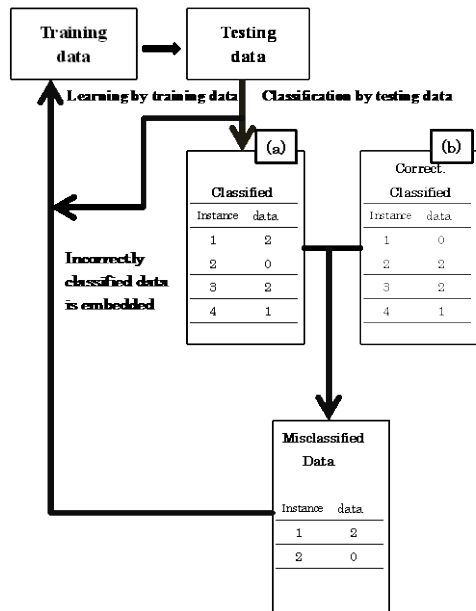 Training
data
Testing
data
Learning by training data
Classification by testing data
(a)
(b)
Classified
Instance data
1 2
2 0
3 2
4 1
Correct.
Classified
Instance data
1 0
2 2
3 2
4 1
Incorrectly
classified data
is embedded
Misclassified
Data
Instance data
1 2
2 0